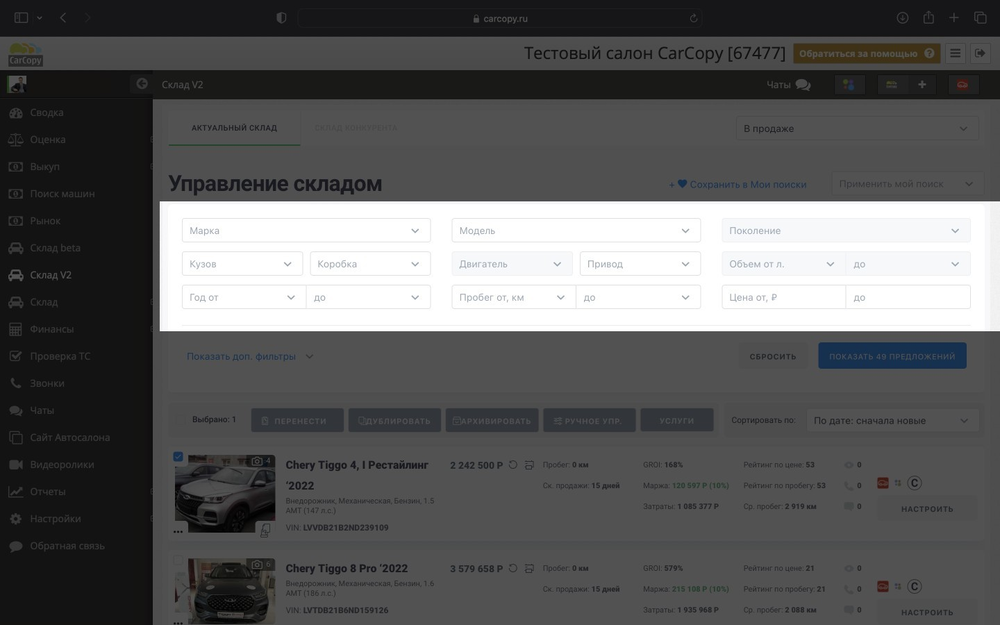 carcopy.ru
CarCopy
Тестовый салон CarCopy [67477]
Обратиться за помощью ?
Склад V2
Чаты
Сводка
Оценка
Выкуп
Поиск машин
Рынок
Склад beta
Склад V2
Склад
Финансы
Проверка ТС
Звонки
Чаты
Сайт Автосалона
Видеоролики
Отчеты
Настройки
Обратная связь
АКТУАЛЬНЫЙ СКЛАД
СКЛАД КОНКУРЕНТА
В продаже
Управление складом
+ Сохранить в Мои поиски
Применить мой поиск
Марка
Модель
Поколение
Кузов
Коробка
Двигатель
Привод
Объем от л.
до
Год от
до
Пробег от, км
до
Цена от, ₽
до
Показать доп. фильтры
СБРОСИТЬ
ПОКАЗАТЬ 49 ПРЕДЛОЖЕНИЙ
Выбрано: 1
ПЕРЕНЕСТИ
ДУБЛИРОВАТЬ
АРХИВИРОВАТЬ
РУЧНОЕ УПР.
УСЛУГИ
Сортировать по:
По дате: сначала новые
4
Chery Tiggo 4, I Рестайлинг
‘2022
Внедорожник, Механическая, Бензин, 1.5
АМТ (147 л.с.)
VIN: LVVDB21B2ND239109
2 242 500 Р
Пробег: 0 км
Ск. продажи: 15 дней
GROI: 168%
Маржа: 120 597 Р (10%)
Затраты: 1 085 377 Р
Рейтинг по цене: 53
Рейтинг по пробегу: 53
Ср. пробег: 2 919 км
0
0
0
C
НАСТРОИТЬ
6
Chery Tiggo 8 Pro ‘2022
Внедорожник, Механическая, Бензин, 1.6
АМТ (186 л.с.)
VIN: LVTDB21B6ND159126
3 579 658 Р
Пробег: 0 км
Ск. продажи: 15 дней
GROI: 579%
Маржа: 215 108 Р (10%)
Затраты: 1 935 968 Р
Рейтинг по цене: 21
Рейтинг по пробегу: 21
Ср. пробег: 2 088 км
0
0
0
C
НАСТРОИТЬ